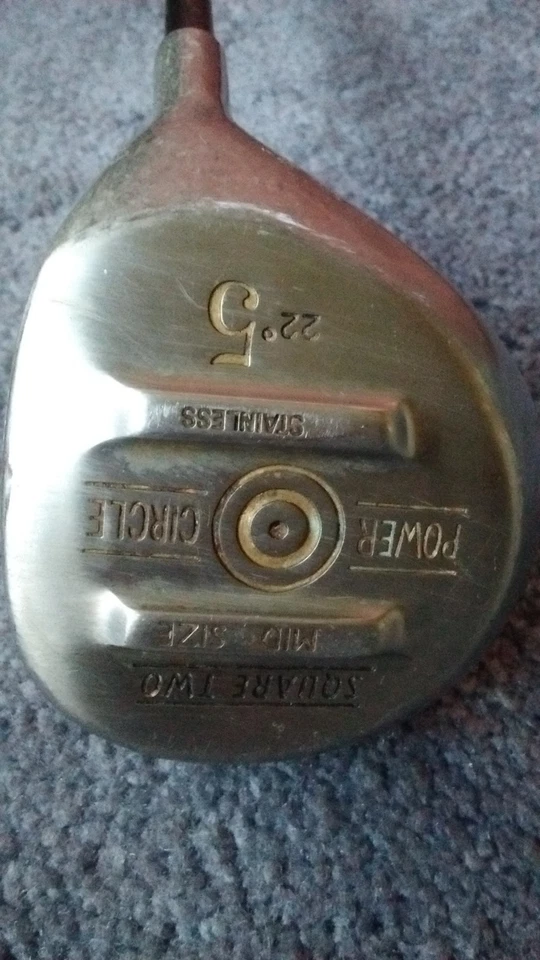 SQUARE TWO
MID-SIZE
POWER CIRCLE
STAINLESS
22° 5